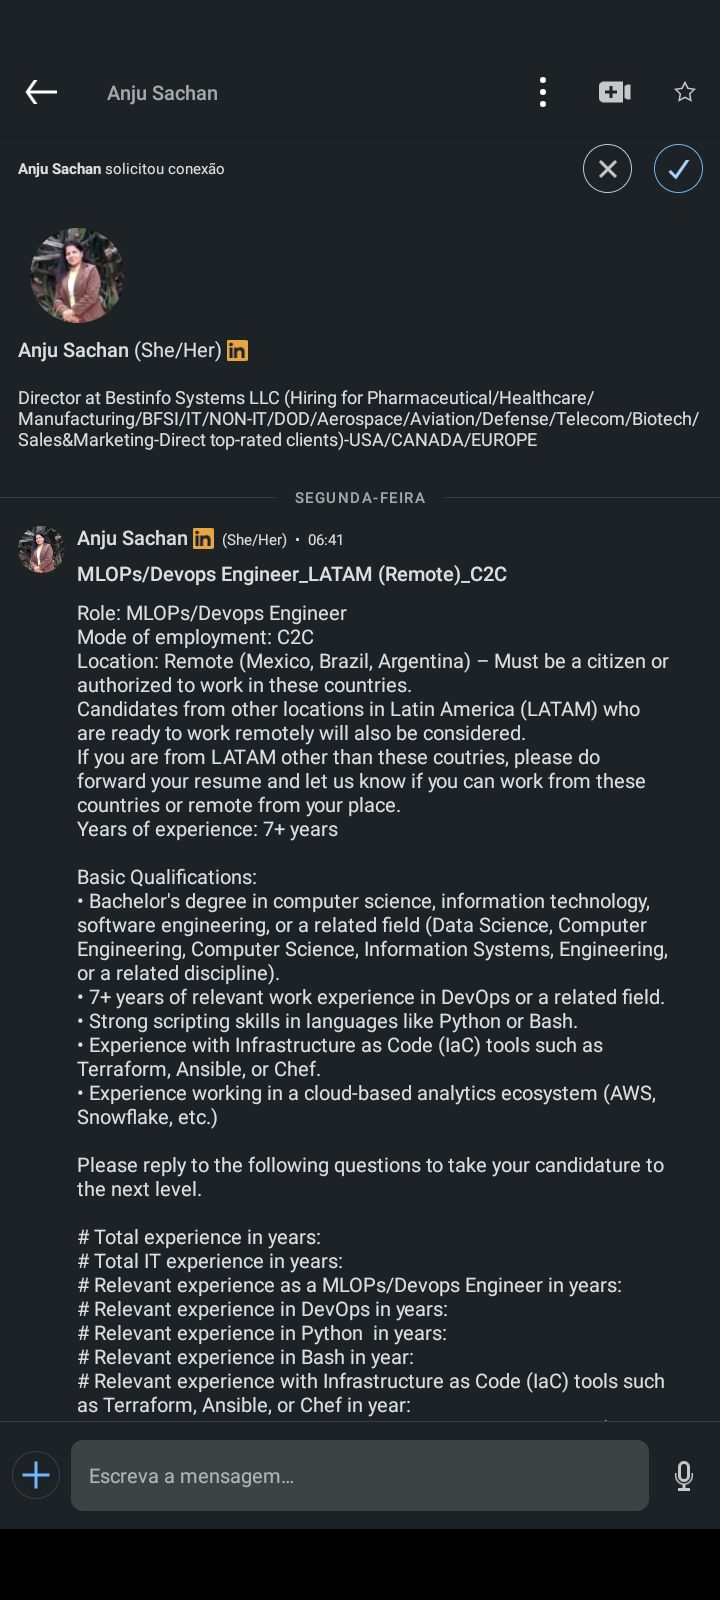 Anju Sachan
Anju Sachan solicitou conexão
Anju Sachan (She/Her) in
Director at Bestinfo Systems LLC (Hiring for Pharmaceutical/Healthcare/
Manufacturing/BFSI/IT/NON-IT/DOD/Aerospace/Aviation/Defense/Telecom/Biotech/
Sales&Marketing-Direct top-rated clients)-USA/CANADA/EUROPE
SEGUNDA-FEIRA
Anju Sachan in (She/Her) • 06:41
MLOPs/Devops Engineer_LATAM (Remote)_C2C
Role: MLOPs/Devops Engineer
Mode of employment: C2C
Location: Remote (Mexico, Brazil, Argentina) – Must be a citizen or
authorized to work in these countries.
Candidates from other locations in Latin America (LATAM) who
are ready to work remotely will also be considered.
If you are from LATAM other than these coutries, please do
forward your resume and let us know if you can work from these
countries or remote from your place.
Years of experience: 7+ years
Basic Qualifications:
• Bachelor's degree in computer science, information technology,
software engineering, or a related field (Data Science, Computer
Engineering, Computer Science, Information Systems, Engineering,
or a related discipline).
• 7+ years of relevant work experience in DevOps or a related field.
• Strong scripting skills in languages like Python or Bash.
• Experience with Infrastructure as Code (IaC) tools such as
Terraform, Ansible, or Chef.
• Experience working in a cloud-based analytics ecosystem (AWS,
Snowflake, etc.)
Please reply to the following questions to take your candidature to
the next level.
# Total experience in years:
# Total IT experience in years:
# Relevant experience as a MLOPs/Devops Engineer in years:
# Relevant experience in DevOps in years:
# Relevant experience in Python  in years:
# Relevant experience in Bash in year:
# Relevant experience with Infrastructure as Code (IaC) tools such
as Terraform, Ansible, or Chef in year:
Escreva a mensagem...